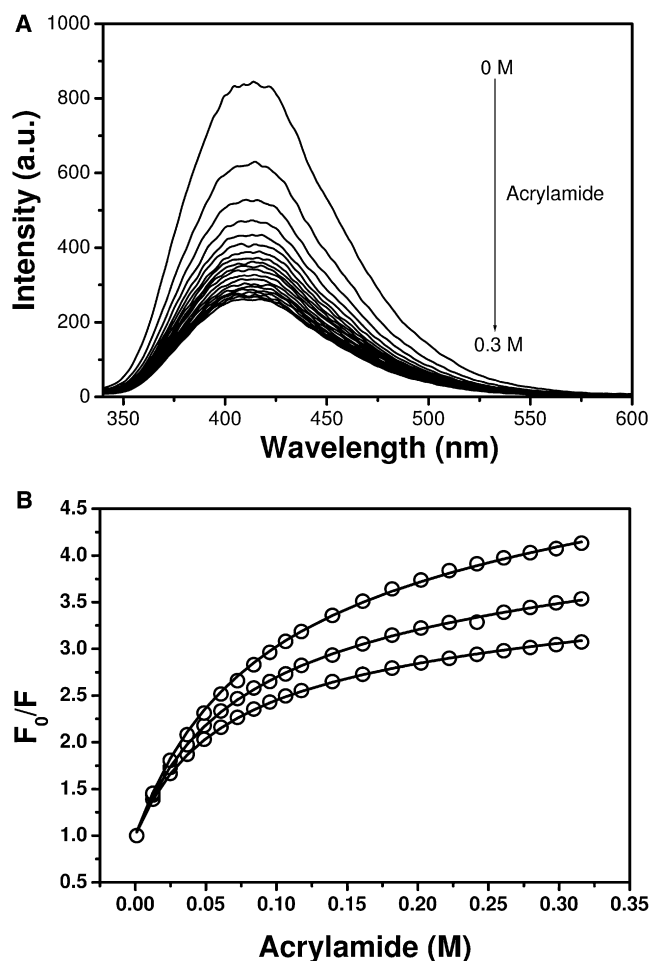 A
1000
800
600
400
200
0
Intensity (a.u.)
0 M
Acrylamide
0.3 M
350 400 450 500 550 600
Wavelength (nm)
B
4.5
4.0
3.5
3.0
2.5
2.0
1.5
1.0
0.5
F0/F
0.00 0.05 0.10 0.15 0.20 0.25 0.30 0.35
Acrylamide (M)